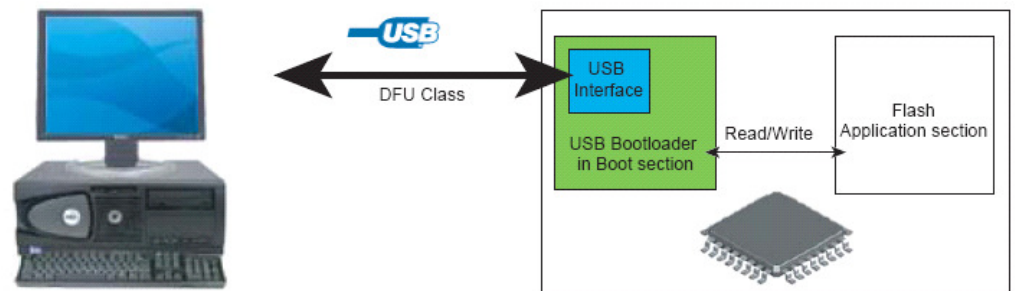 USB
DFU Class
USB
Interface
USB Bootloader
in Boot section
Read/Write
Flash
Application section